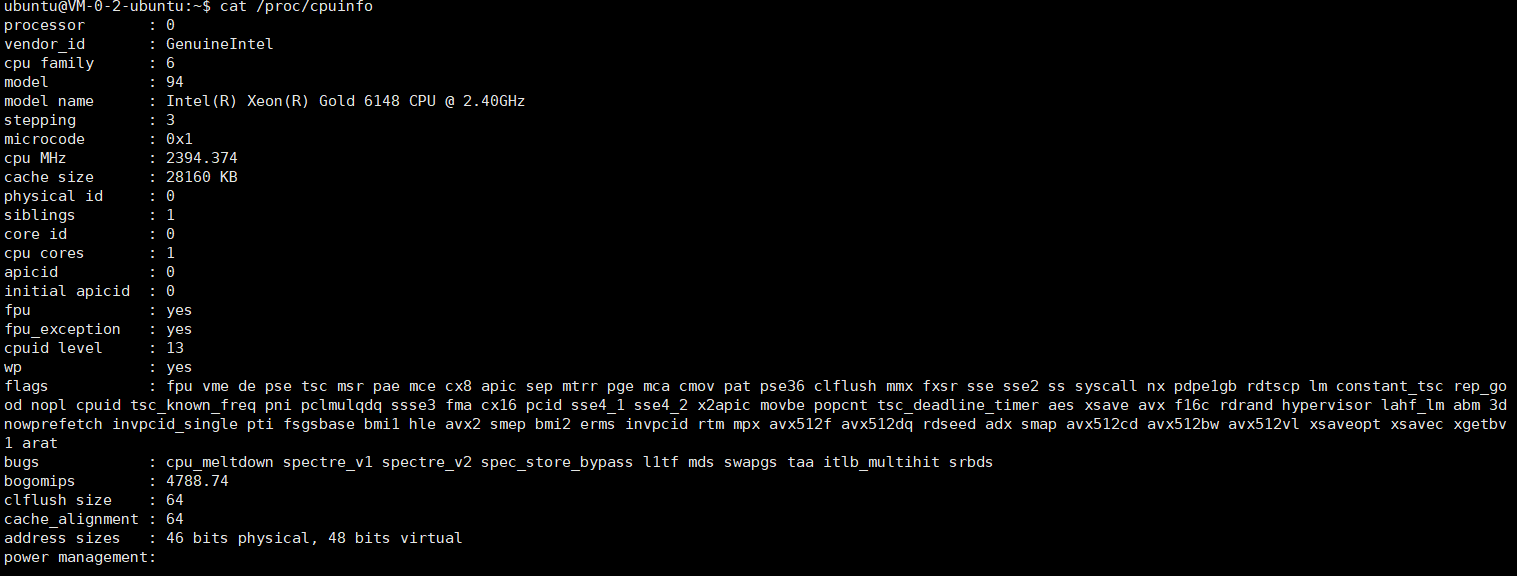 ubuntu@VM-0-2-ubuntu:~$ cat /proc/cpuinfo
processor       : 0
vendor_id       : GenuineIntel
cpu family      : 6
model           : 94
model name      : Intel(R) Xeon(R) Gold 6148 CPU @ 2.40GHz
stepping        : 3
microcode       : 0x1
cpu MHz         : 2394.374
cache size      : 28160 KB
physical id     : 0
siblings        : 1
core id         : 0
cpu cores       : 1
apicid          : 0
initial apicid  : 0
fpu             : yes
fpu_exception   : yes
cpuid level     : 13
wp              : yes
flags           : fpu vme de pse tsc msr pae mce cx8 apic sep mtrr pge mca cmov pat pse36 clflush mmx fxsr sse sse2 ss syscall nx pdpe1gb rdtscp lm constant_tsc rep_go
od nopl cpuid tsc_known_freq pni pclmulqdq ssse3 fma cx16 pcid sse4_1 sse4_2 x2apic movbe popcnt tsc_deadline_timer aes xsave avx f16c rdrand hypervisor lahf_lm abm 3d
nowprefetch invpcid_single pti fsgsbase bmi1 hle avx2 smep bmi2 erms invpcid rtm mpx avx512f avx512dq rdseed adx smap avx512cd avx512bw avx512vl xsaveopt xsavec xgetbv
1 arat
bugs            : cpu_meltdown spectre_v1 spectre_v2 spec_store_bypass l1tf mds swapgs taa itlb_multihit srbds
bogomips        : 4788.74
clflush size    : 64
cache_alignment : 64
address sizes   : 46 bits physical, 48 bits virtual
power management: